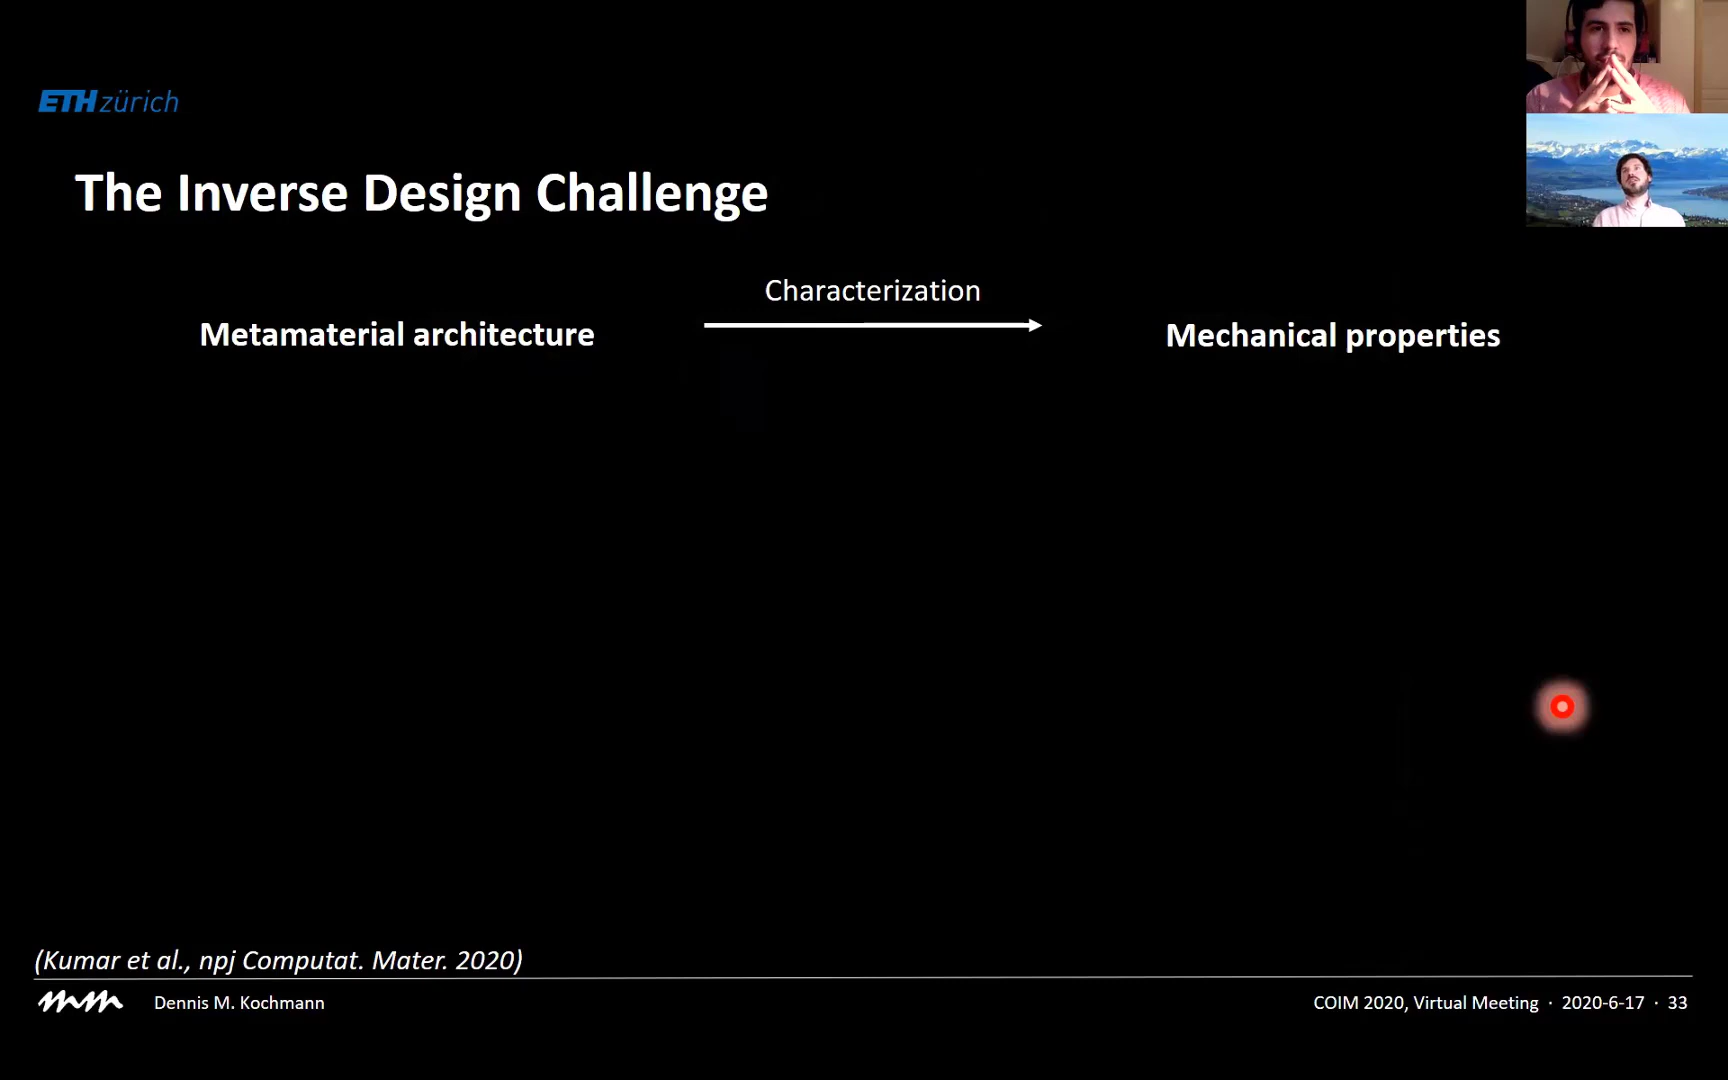 ETH zürich
The Inverse Design Challenge
Characterization
Metamaterial architecture
Mechanical properties
(Kumar et al., npj Computat. Mater. 2020)
Dennis M. Kochmann
COIM 2020, Virtual Meeting · 2020-6-17 · 33